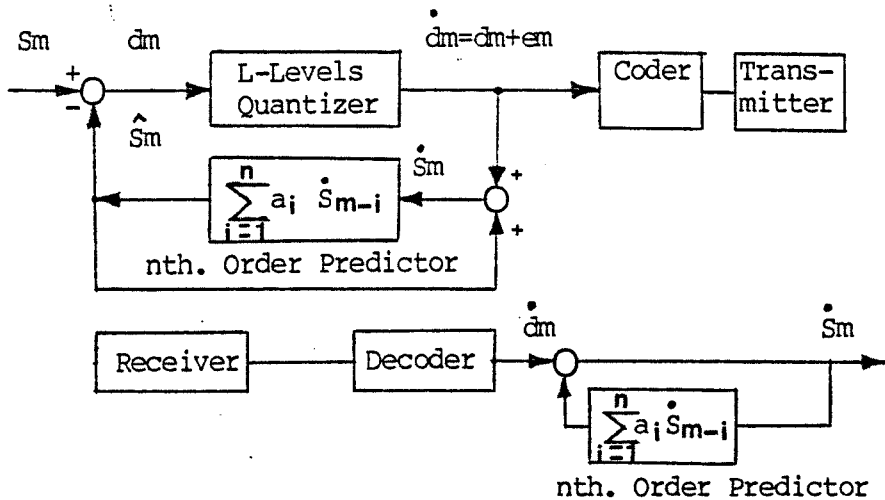 Sm dm ḋm=dm+em
+
−
L-Levels
Quantizer
Coder
Trans-
mitter
Ŝm
Ṡm
+
n
∑ aᵢ Ṡm−i
i=1
+
nth. Order Predictor
ḋm Ṡm
Receiver
Decoder
n
∑ aᵢ Ṡm−i
i=1
nth. Order Predictor